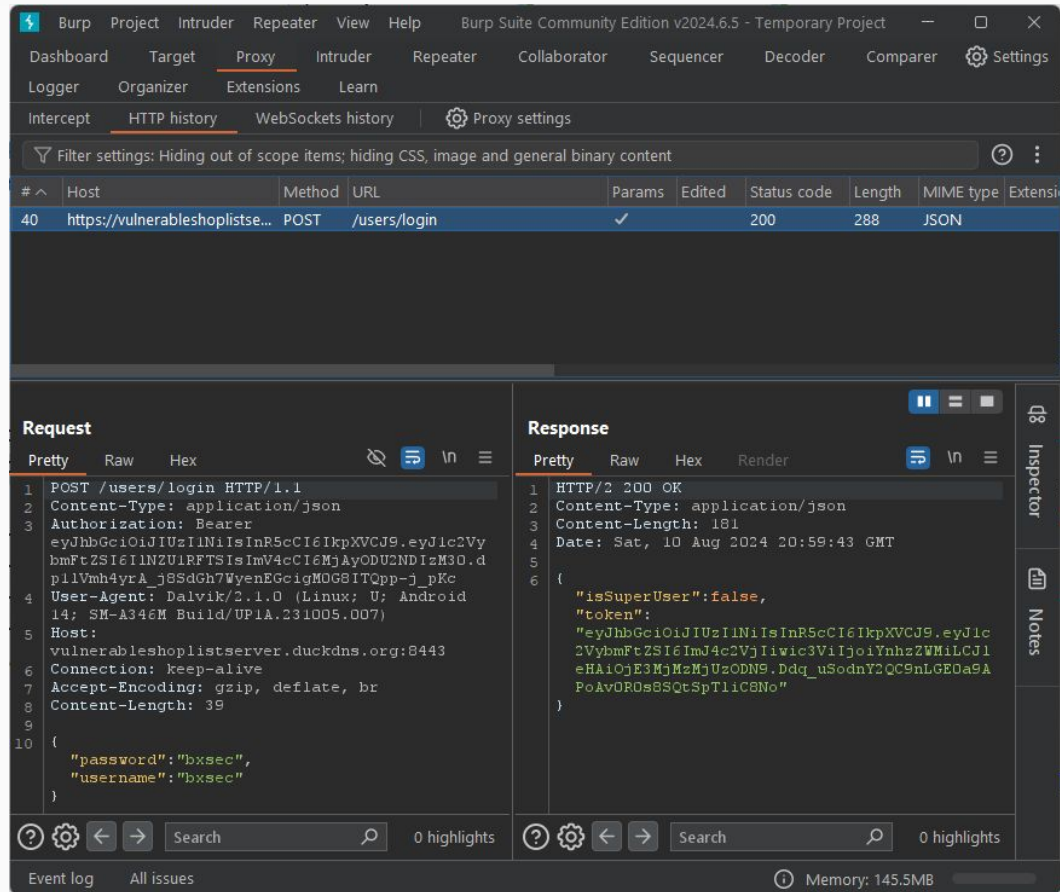 Burp Project Intruder Repeater View Help Burp Suite Community Edition v2024.6.5 - Temporary Project
Dashboard Target Proxy Intruder Repeater Collaborator Sequencer Decoder Comparer Settings
Logger Organizer Extensions Learn
Intercept HTTP history WebSockets history Proxy settings
Filter settings: Hiding out of scope items; hiding CSS, image and general binary content
# Host Method URL Params Edited Status code Length MIME type Extensi
40 https://vulnerableshoplistse... POST /users/login ✓ 200 288 JSON
Request
Pretty Raw Hex \n
1 POST /users/login HTTP/1.1
2 Content-Type: application/json
3 Authorization: Bearer
eyJhbGciOiJIUzI1NiIsInR5cCI6IkpXVCJ9.eyJ1c2Vy
4 User-Agent: Dalvik/2.1.0 (Linux; U; Android
14; SM-A346M Build/UP1A.231005.007)
5 Host:
vulnerableshoplistserver.duckdns.org:8443
6 Connection: keep-alive
7 Accept-Encoding: gzip, deflate, br
8 Content-Length: 39
9
10 {
"password":"bxsec",
"username":"bxsec"
}
Search 0 highlights
Response
Pretty Raw Hex Render \n
1 HTTP/2 200 OK
2 Content-Type: application/json
3 Content-Length: 181
4 Date: Sat, 10 Aug 2024 20:59:43 GMT
5
6 {
"isSuperUser":false,
"token":
"eyJhbGciOiJIUzI1NiIsInR5cCI6IkpXVCJ9.eyJ1c
}
Search 0 highlights
Inspector
Notes
Event log All issues Memory: 145.5MB